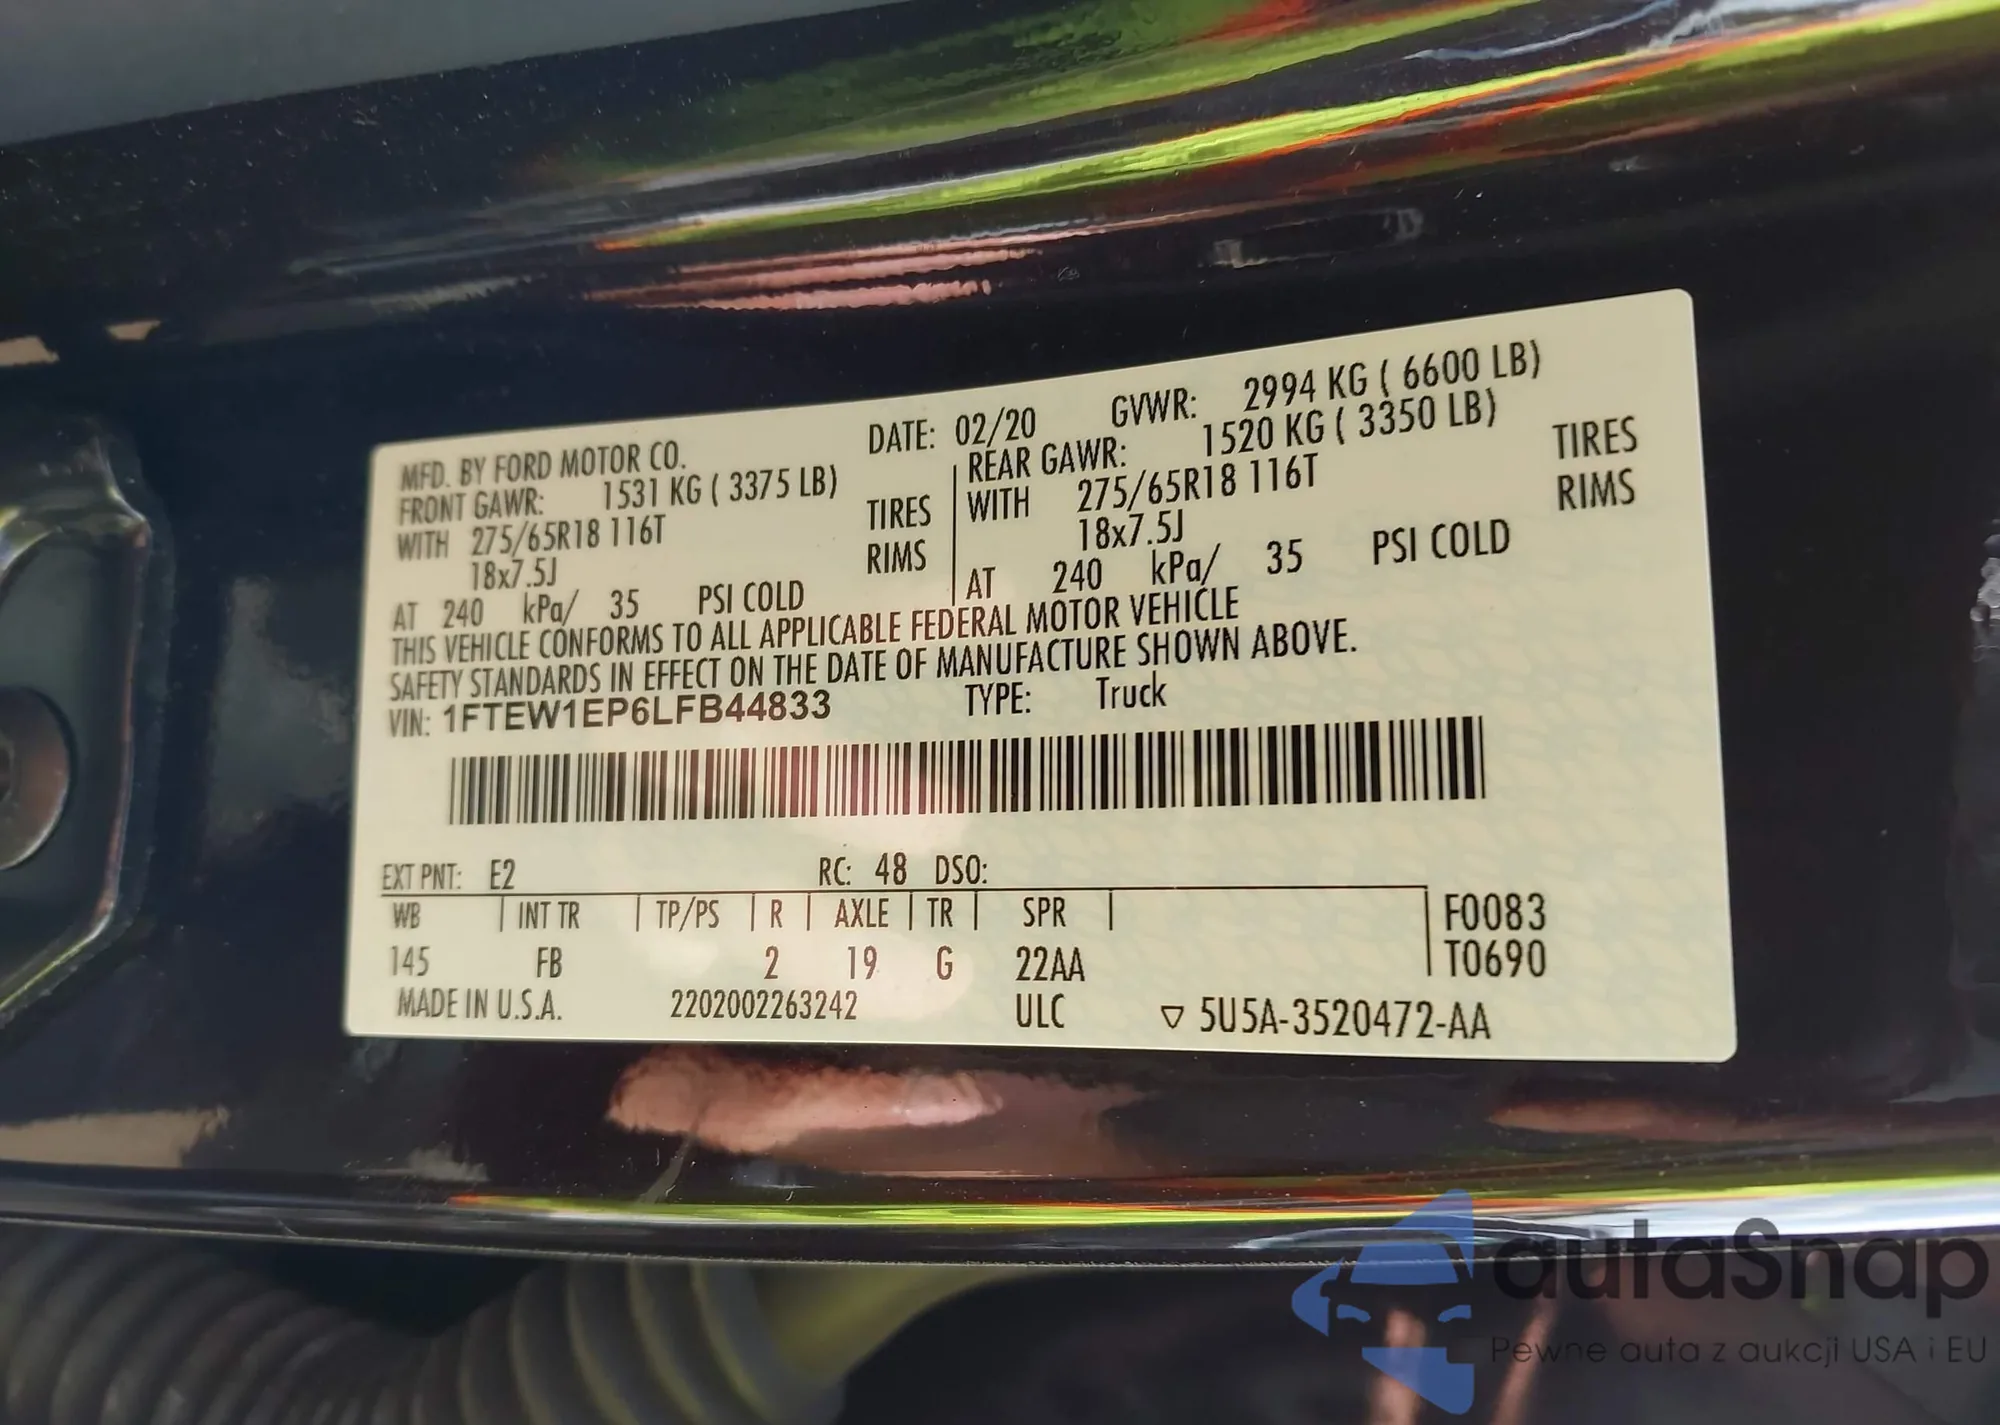 MFD. BY FORD MOTOR CO. DATE: 02/20 GVWR: 2994 KG ( 6600 LB)
FRONT GAWR: 1531 KG ( 3375 LB) REAR GAWR: 1520 KG ( 3350 LB)
WITH 275/65R18 116T TIRES WITH 275/65R18 116T TIRES
18x7.5J RIMS 18x7.5J RIMS
AT 240 kPa/ 35 PSI COLD AT 240 kPa/ 35 PSI COLD
THIS VEHICLE CONFORMS TO ALL APPLICABLE FEDERAL MOTOR VEHICLE
SAFETY STANDARDS IN EFFECT ON THE DATE OF MANUFACTURE SHOWN ABOVE.
VIN: 1FTEW1EP6LFB44833 TYPE: Truck
EXT PNT: E2 RC: 48 DSO:
WB INT TR TP/PS R AXLE TR SPR F0083
145 FB 2 19 G 22AA T0690
MADE IN U.S.A. 2202002263242 ULC ▽ 5U5A-3520472-AA
autaSnap
Pewne auta z aukcji USA i EU